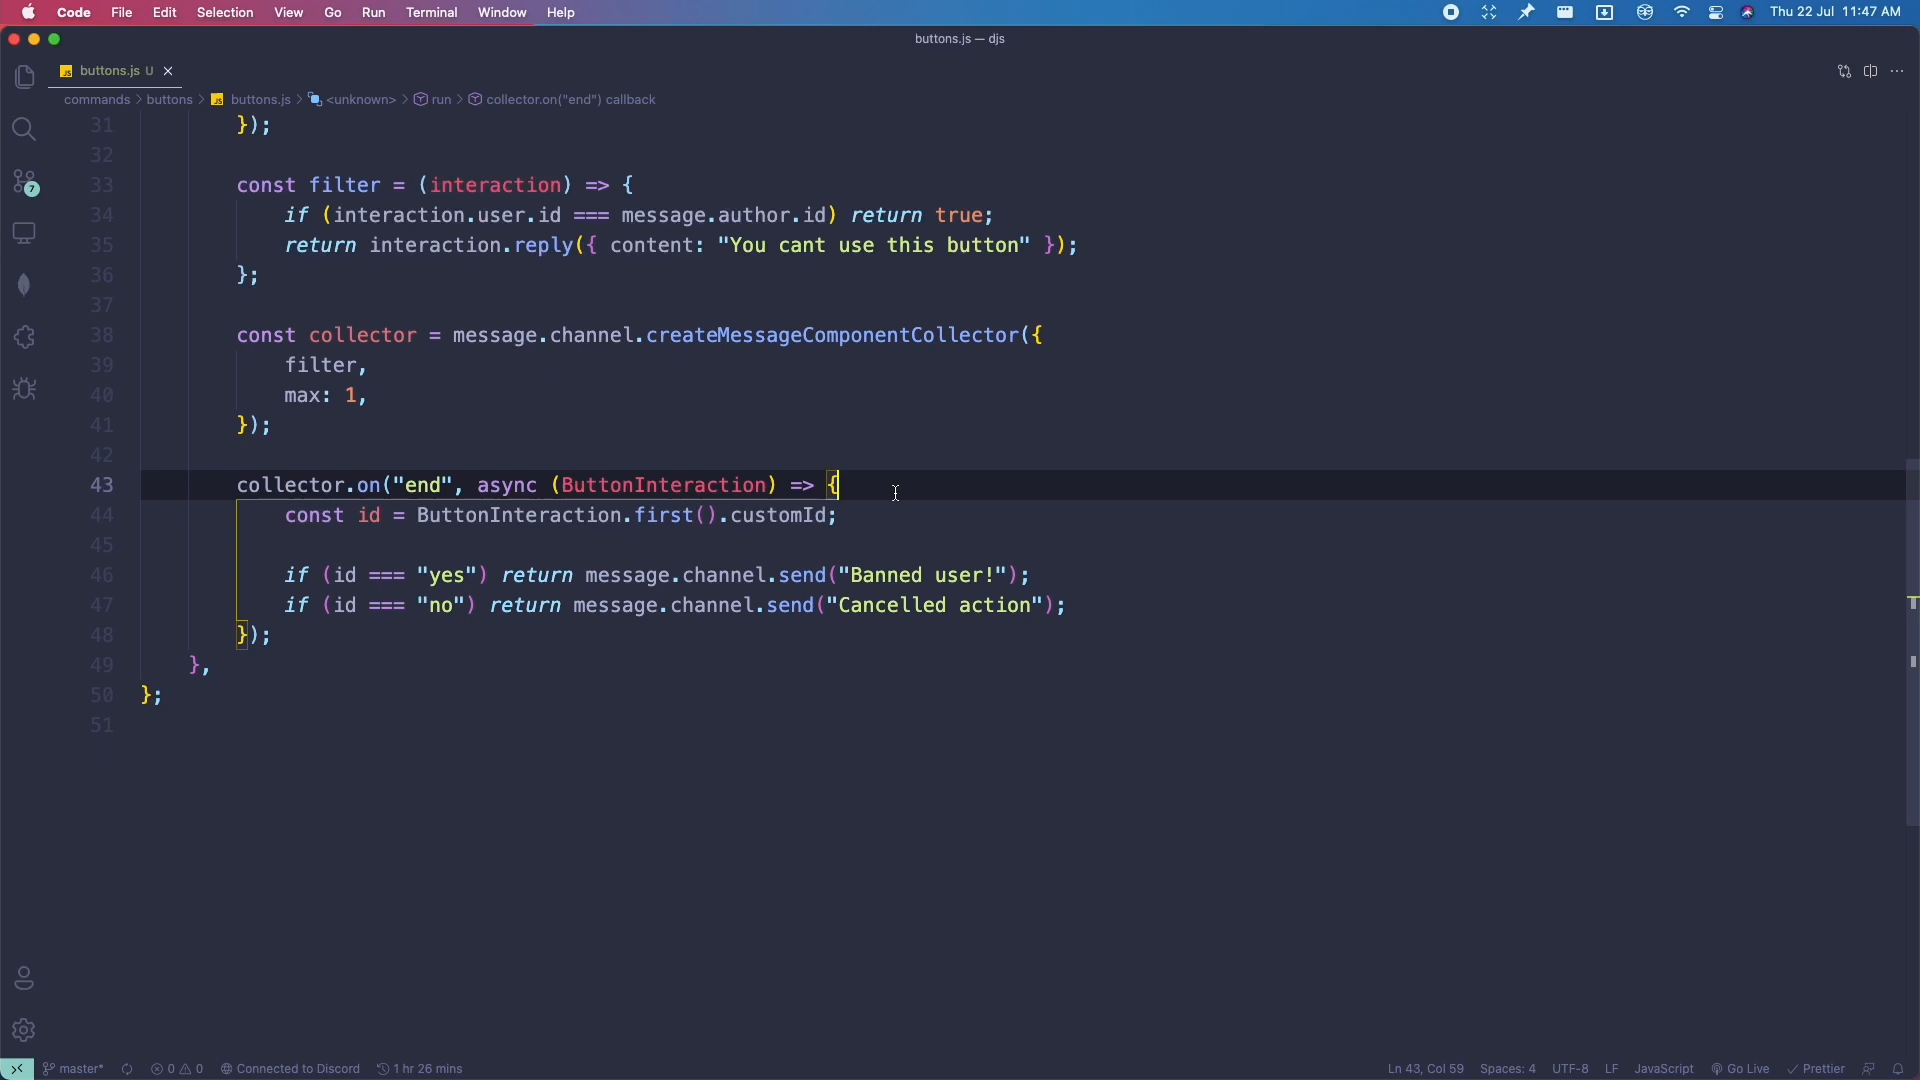 Code File Edit Selection View Go Run Terminal Window Help Thu 22 Jul 11:47 AM
buttons.js — djs
JS buttons.js U
commands > buttons > JS buttons.js > <unknown> > run > collector.on("end") callback
31 });
32
33 const filter = (interaction) => {
34 if (interaction.user.id === message.author.id) return true;
35 return interaction.reply({ content: "You cant use this button" });
36 };
37
38 const collector = message.channel.createMessageComponentCollector({
39 filter,
40 max: 1,
41 });
42
43 collector.on("end", async (ButtonInteraction) => {
44 const id = ButtonInteraction.first().customId;
45
46 if (id === "yes") return message.channel.send("Banned user!");
47 if (id === "no") return message.channel.send("Cancelled action");
48 });
49 },
50 };
51
7
master* 0 0 Connected to Discord 1 hr 26 mins Ln 43, Col 59 Spaces: 4 UTF-8 LF JavaScript Go Live Prettier